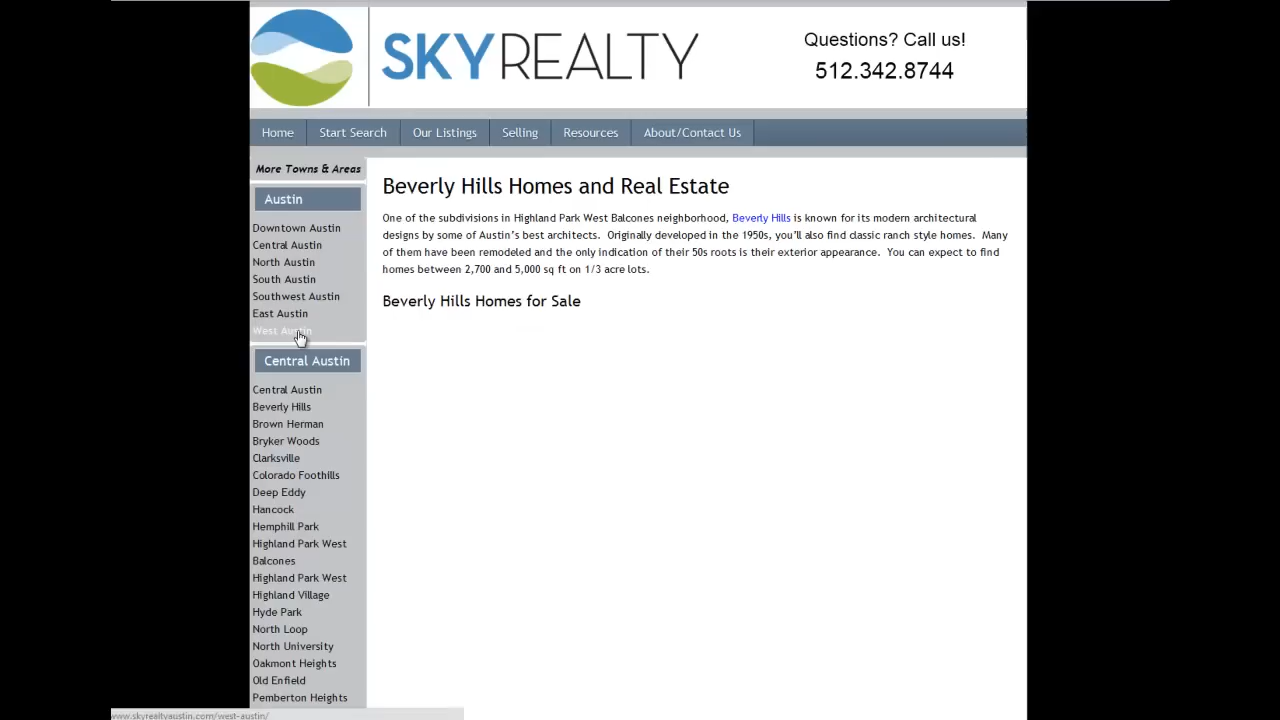 SKYREALTY
Questions? Call us!
512.342.8744
Home
Start Search
Our Listings
Selling
Resources
About/Contact Us
More Towns & Areas
Austin
Downtown Austin
Central Austin
North Austin
South Austin
Southwest Austin
East Austin
West Austin
Central Austin
Central Austin
Beverly Hills
Brown Herman
Bryker Woods
Clarksville
Colorado Foothills
Deep Eddy
Hancock
Hemphill Park
Highland Park West
Balcones
Highland Park West
Highland Village
Hyde Park
North Loop
North University
Oakmont Heights
Old Enfield
Pemberton Heights
Beverly Hills Homes and Real Estate
One of the subdivisions in Highland Park West Balcones neighborhood, Beverly Hills is known for its modern architectural
designs by some of Austin's best architects. Originally developed in the 1950s, you'll also find classic ranch style homes. Many
of them have been remodeled and the only indication of their 50s roots is their exterior appearance. You can expect to find
homes between 2,700 and 5,000 sq ft on 1/3 acre lots.
Beverly Hills Homes for Sale
www.skyrealtyaustin.com/west-austin/